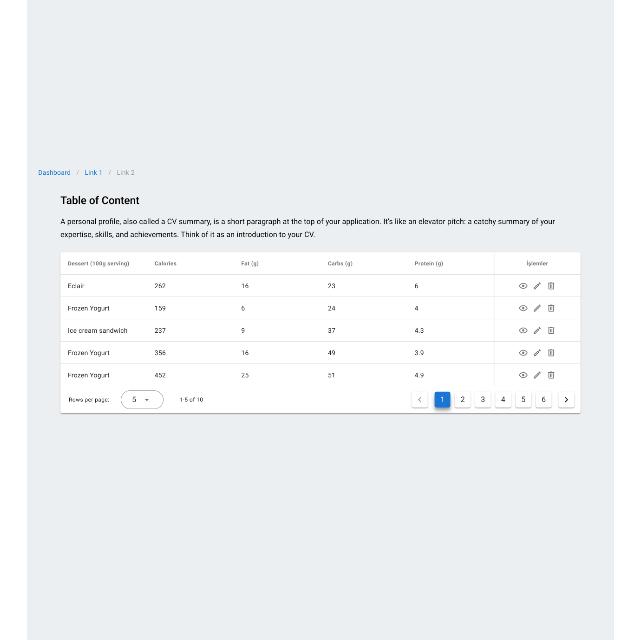 Dashboard / Link 1 / Link 2
Table of Content
A personal profile, also called a CV summary, is a short paragraph at the top of your application. It's like an elevator pitch: a catchy summary of your
expertise, skills, and achievements. Think of it as an introduction to your CV.
Dessert (100g serving) Calories Fat (g) Carbs (g) Protein (g) İşlemler
Eclair 262 16 23 6
Frozen Yogurt 159 6 24 4
Ice cream sandwich 237 9 37 4.3
Frozen Yogurt 356 16 49 3.9
Frozen Yogurt 452 25 51 4.9
Rows per page: 5 1-5 of 10 1 2 3 4 5 6